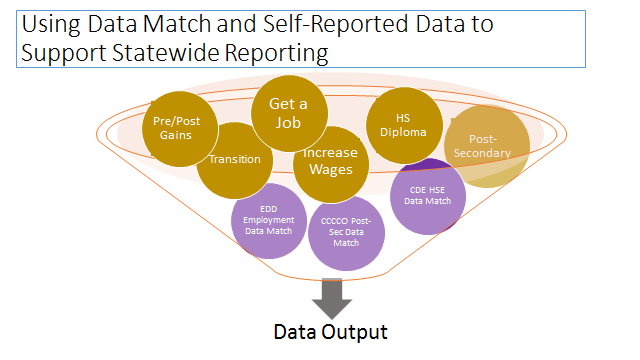 Using Data Match and Self-Reported Data to
Support Statewide Reporting
Get a
Job
Pre/Post
Gains
HS
Diploma
Post-
Secondary
Transition
Increase
Wages
CDE HSE
Data Match
EDD
Employment
Data Match
CCCCO Post-
Sec Data
Match
Data Output